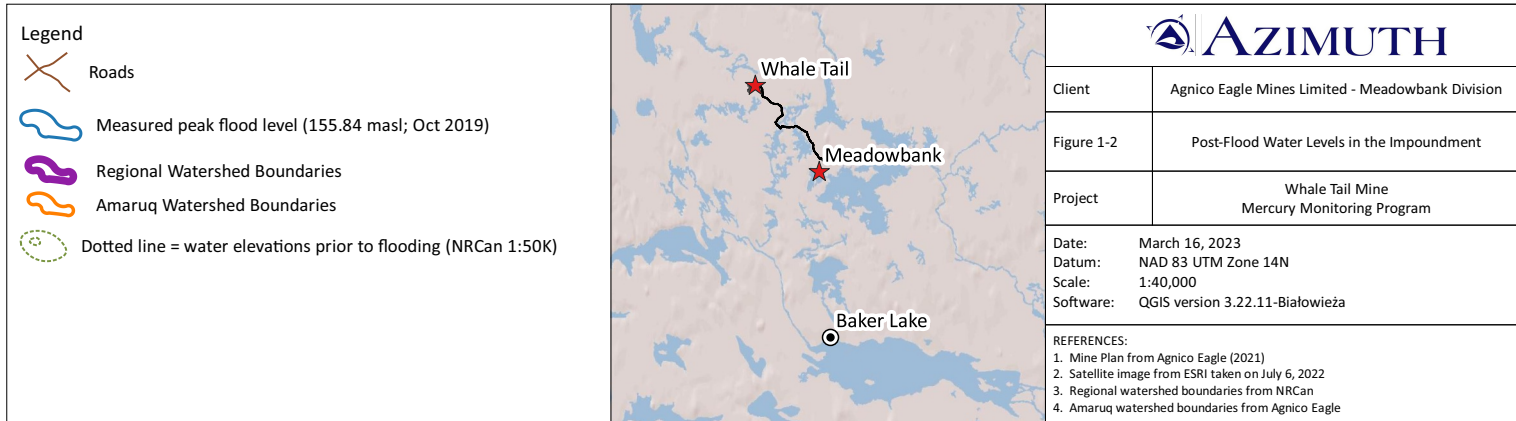 Legend
Roads
Measured peak flood level (155.84 masl; Oct 2019)
Regional Watershed Boundaries
Amaruq Watershed Boundaries
Dotted line = water elevations prior to flooding (NRCan 1:50K)
Whale Tail
Meadowbank
Baker Lake
AZIMUTH
Client Agnico Eagle Mines Limited - Meadowbank Division
Figure 1-2 Post-Flood Water Levels in the Impoundment
Project Whale Tail Mine
Mercury Monitoring Program
Date: March 16, 2023
Datum: NAD 83 UTM Zone 14N
Scale: 1:40,000
Software: QGIS version 3.22.11-Białowieża
REFERENCES:
1. Mine Plan from Agnico Eagle (2021)
2. Satellite image from ESRI taken on July 6, 2022
3. Regional watershed boundaries from NRCan
4. Amaruq watershed boundaries from Agnico Eagle